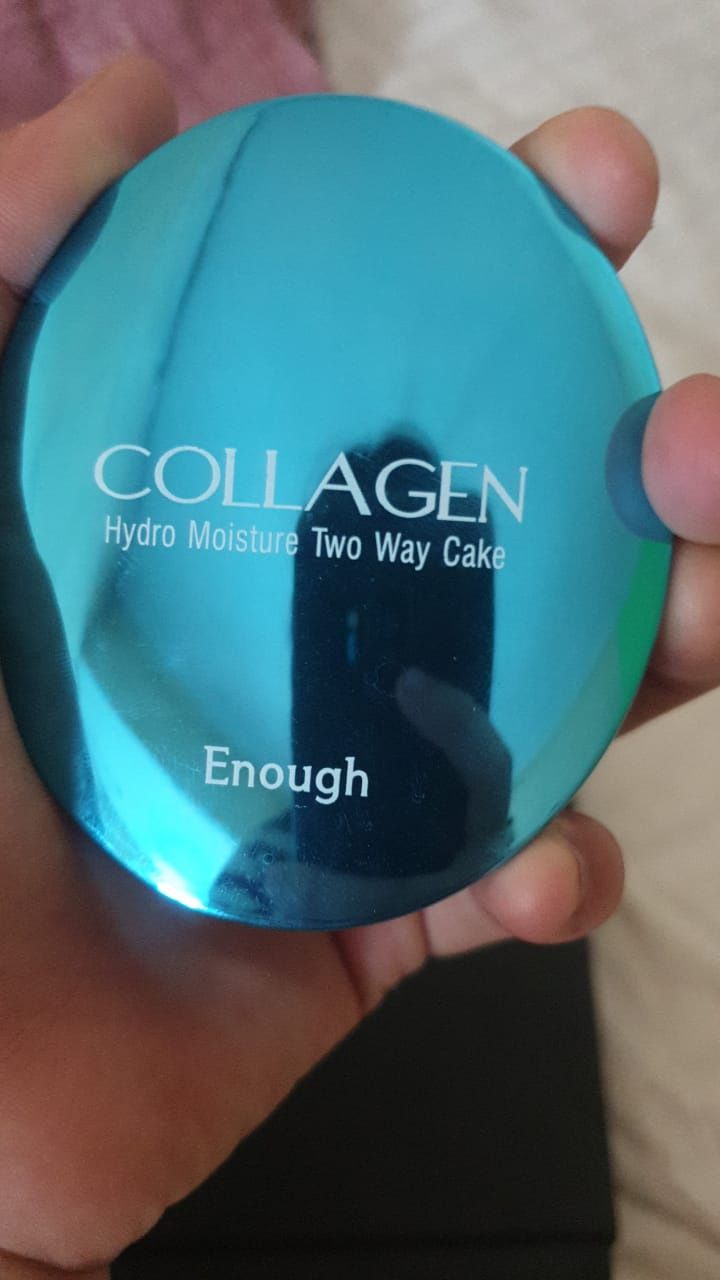 COLLAGEN
Hydro Moisture Two Way Cake
Enough